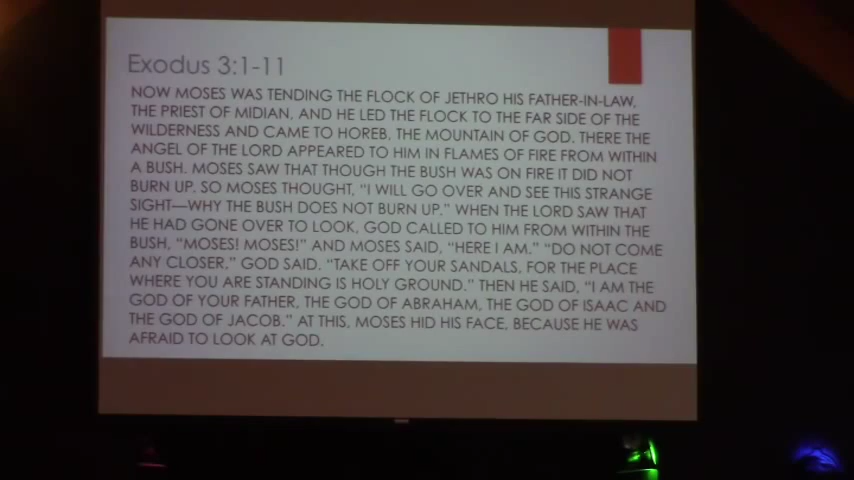 Exodus 3:1-11
NOW MOSES WAS TENDING THE FLOCK OF JETHRO HIS FATHER-IN-LAW,
THE PRIEST OF MIDIAN, AND HE LED THE FLOCK TO THE FAR SIDE OF THE
WILDERNESS AND CAME TO HOREB, THE MOUNTAIN OF GOD. THERE THE
ANGEL OF THE LORD APPEARED TO HIM IN FLAMES OF FIRE FROM WITHIN
A BUSH. MOSES SAW THAT THOUGH THE BUSH WAS ON FIRE IT DID NOT
BURN UP. SO MOSES THOUGHT, “I WILL GO OVER AND SEE THIS STRANGE
SIGHT—WHY THE BUSH DOES NOT BURN UP.” WHEN THE LORD SAW THAT
HE HAD GONE OVER TO LOOK, GOD CALLED TO HIM FROM WITHIN THE
BUSH, “MOSES! MOSES!” AND MOSES SAID, “HERE I AM.” “DO NOT COME
ANY CLOSER,” GOD SAID. “TAKE OFF YOUR SANDALS, FOR THE PLACE
WHERE YOU ARE STANDING IS HOLY GROUND.” THEN HE SAID, “I AM THE
GOD OF YOUR FATHER, THE GOD OF ABRAHAM, THE GOD OF ISAAC AND
THE GOD OF JACOB.” AT THIS, MOSES HID HIS FACE, BECAUSE HE WAS
AFRAID TO LOOK AT GOD.